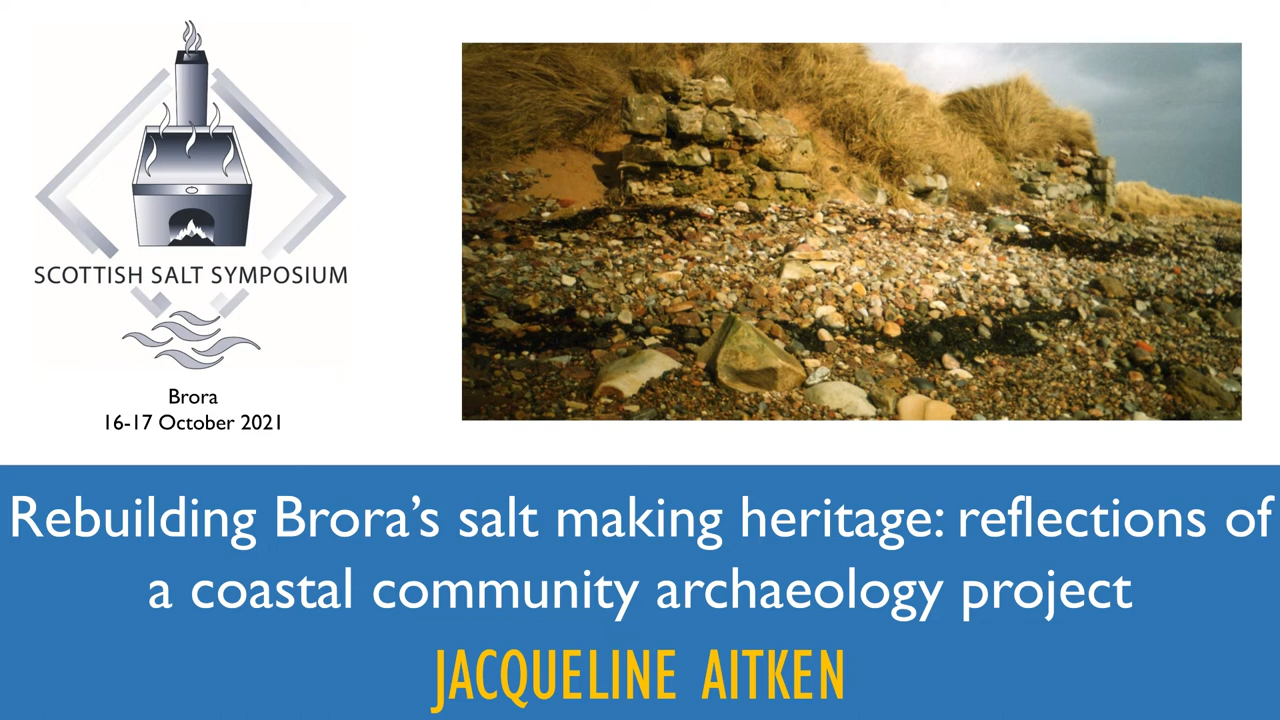 SCOTTISH SALT SYMPOSIUM
Brora
16-17 October 2021
Rebuilding Brora’s salt making heritage: reflections of
a coastal community archaeology project
JACQUELINE AITKEN